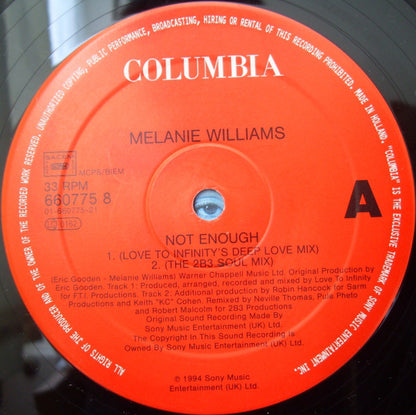 UNAUTHORISED COPYING, PUBLIC PERFORMANCE, BROADCASTING, HIRING OR RENTAL OF THIS RECORDING PROHIBITED. MADE IN HOLLAND. "COLUMBIA" IS THE EXCLUSIVE TRADEMARK OF SONY MUSIC ENTERTAINMENT INC.
COLUMBIA
MELANIE WILLIAMS
MCPS/BIEM
33 RPM
660775 8
01-660775-21
A
NOT ENOUGH
1. (LOVE TO INFINITY'S DEEP LOVE MIX)
2. (THE 2B3 SOUL MIX)
(Eric Gooden - Melanie Williams) Warner Chappell Music Ltd. Original Production by
Eric Gooden. Track 1: Produced, arranged, recorded and mixed by Love To Infinity
for F.T.I. Productions. Track 2: Additional production by Robin Hancock for Sarm
Productions and Keith "KC" Cohen. Remixed by Neville Thomas, Pule Pheto
and Robert Malcolm for 2B3 Productions.
Original Sound Recording Made By
Sony Music Entertainment (UK) Ltd.
The Copyright In This Sound Recording Is
Owned By Sony Music Entertainment (UK) Ltd.
℗ 1994 Sony Music
Entertainment (UK) Ltd.
ALL RIGHTS OF THE PRODUCER AND OF THE OWNER OF THE RECORDED WORK RESERVED.